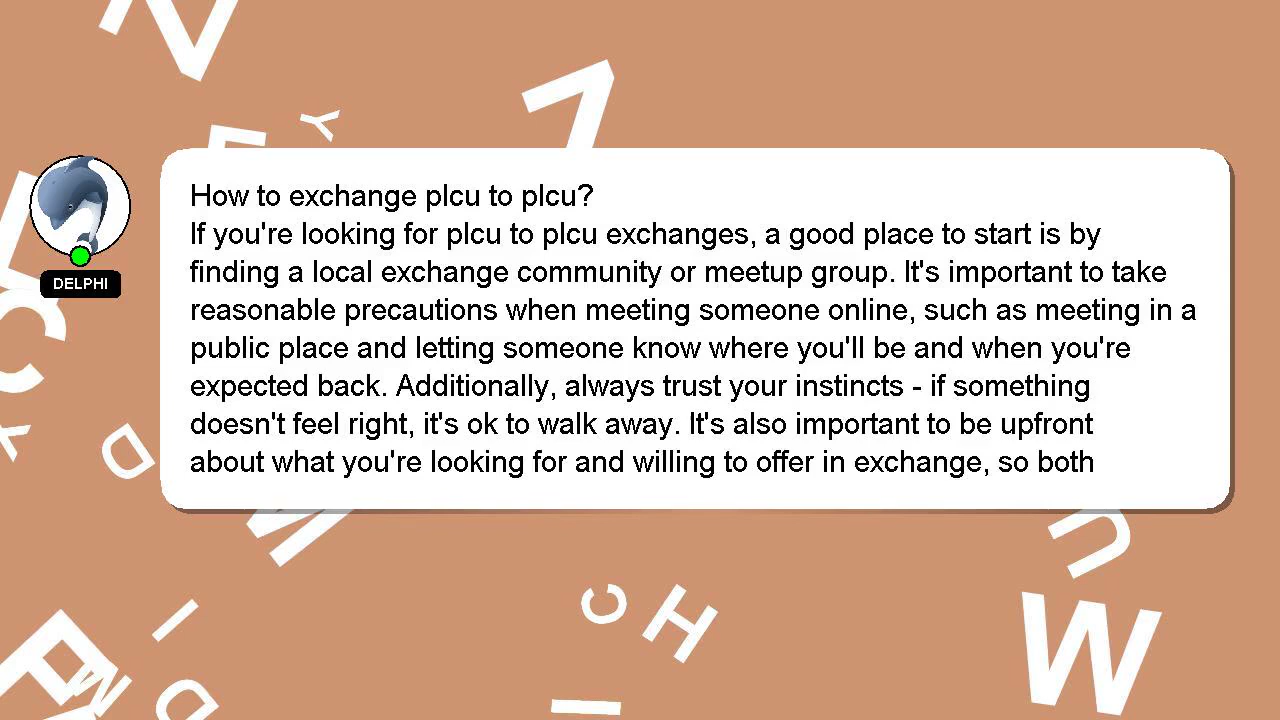 How to exchange plcu to plcu?
If you're looking for plcu to plcu exchanges, a good place to start is by
finding a local exchange community or meetup group. It's important to take
reasonable precautions when meeting someone online, such as meeting in a
public place and letting someone know where you'll be and when you're
expected back. Additionally, always trust your instincts - if something
doesn't feel right, it's ok to walk away. It's also important to be upfront
about what you're looking for and willing to offer in exchange, so both
DELPHI